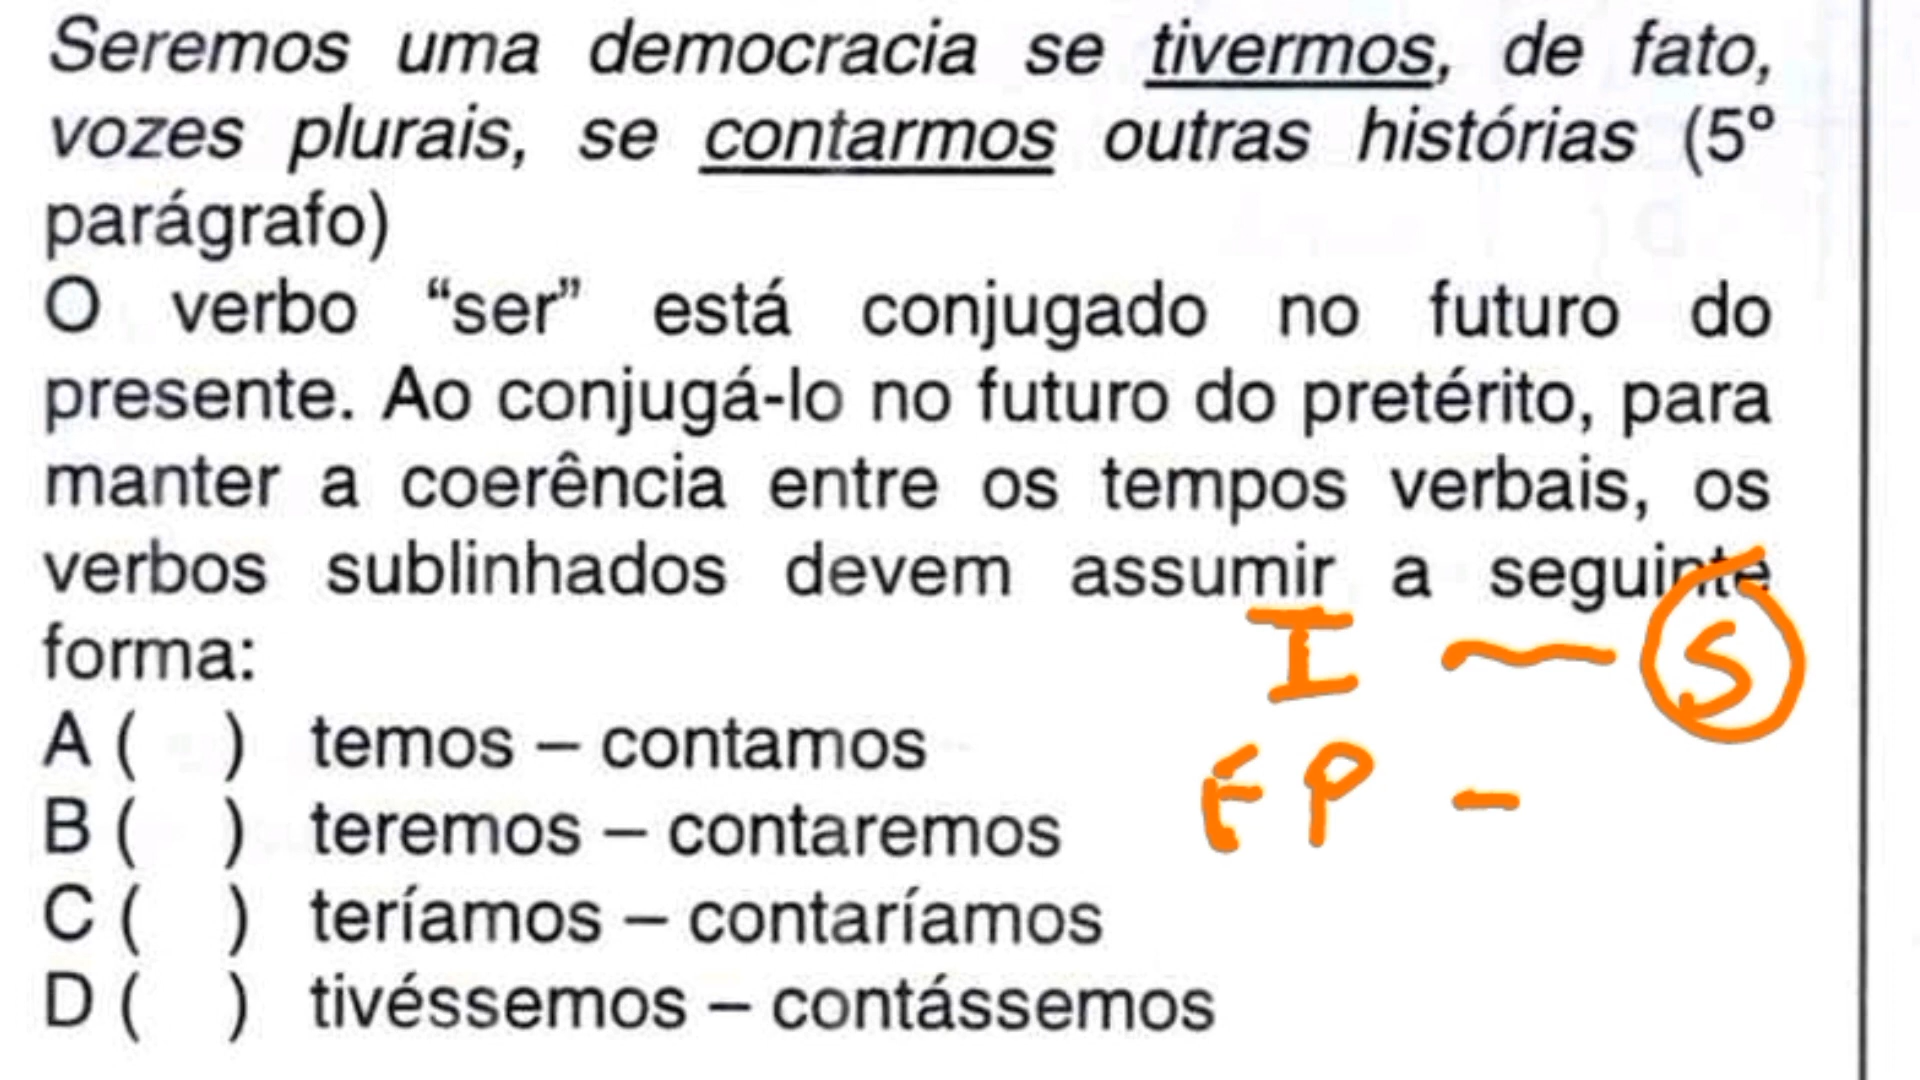 Seremos uma democracia se tivermos, de fato,
vozes plurais, se contarmos outras histórias (5º
parágrafo)
O verbo “ser” está conjugado no futuro do
presente. Ao conjugá-lo no futuro do pretérito, para
manter a coerência entre os tempos verbais, os
verbos sublinhados devem assumir a seguinte
forma:
I ~ S
A ( ) temos – contamos
FP -
B ( ) teremos – contaremos
C ( ) teríamos – contaríamos
D ( ) tivéssemos – contássemos